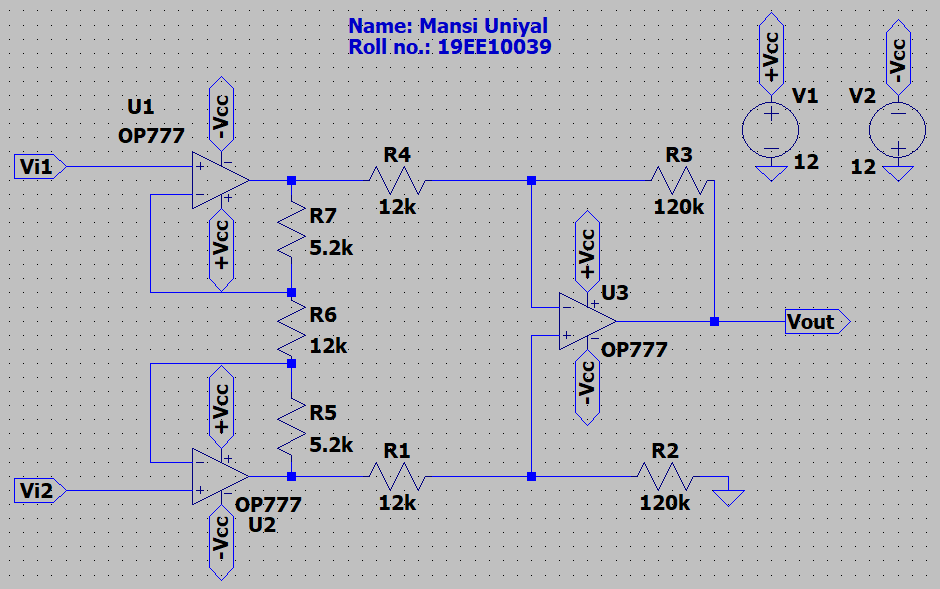 Name: Mansi Uniyal
Roll no.: 19EE10039
+Vcc
-Vcc
V1
V2
12
12
U1
OP777
-Vcc
Vi1
+
-
-
+
+Vcc
R4
12k
R3
120k
R7
5.2k
+Vcc
U3
+
-
+
-
OP777
-Vcc
Vout
R6
12k
+Vcc
R5
5.2k
+
-
+
-
Vi2
OP777
U2
-Vcc
R1
12k
R2
120k